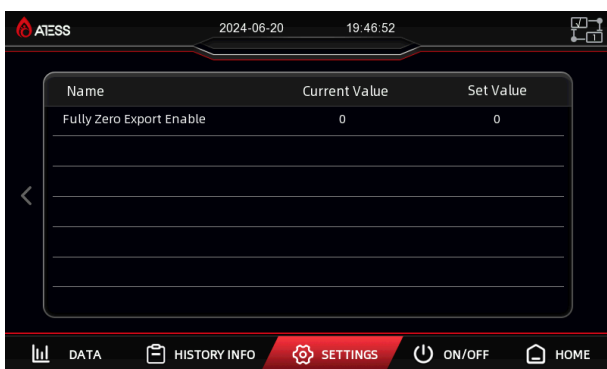 ATESS 2024-06-20 19:46:52
1
Name Current Value Set Value
Fully Zero Export Enable 0 0
DATA HISTORY INFO SETTINGS ON/OFF HOME